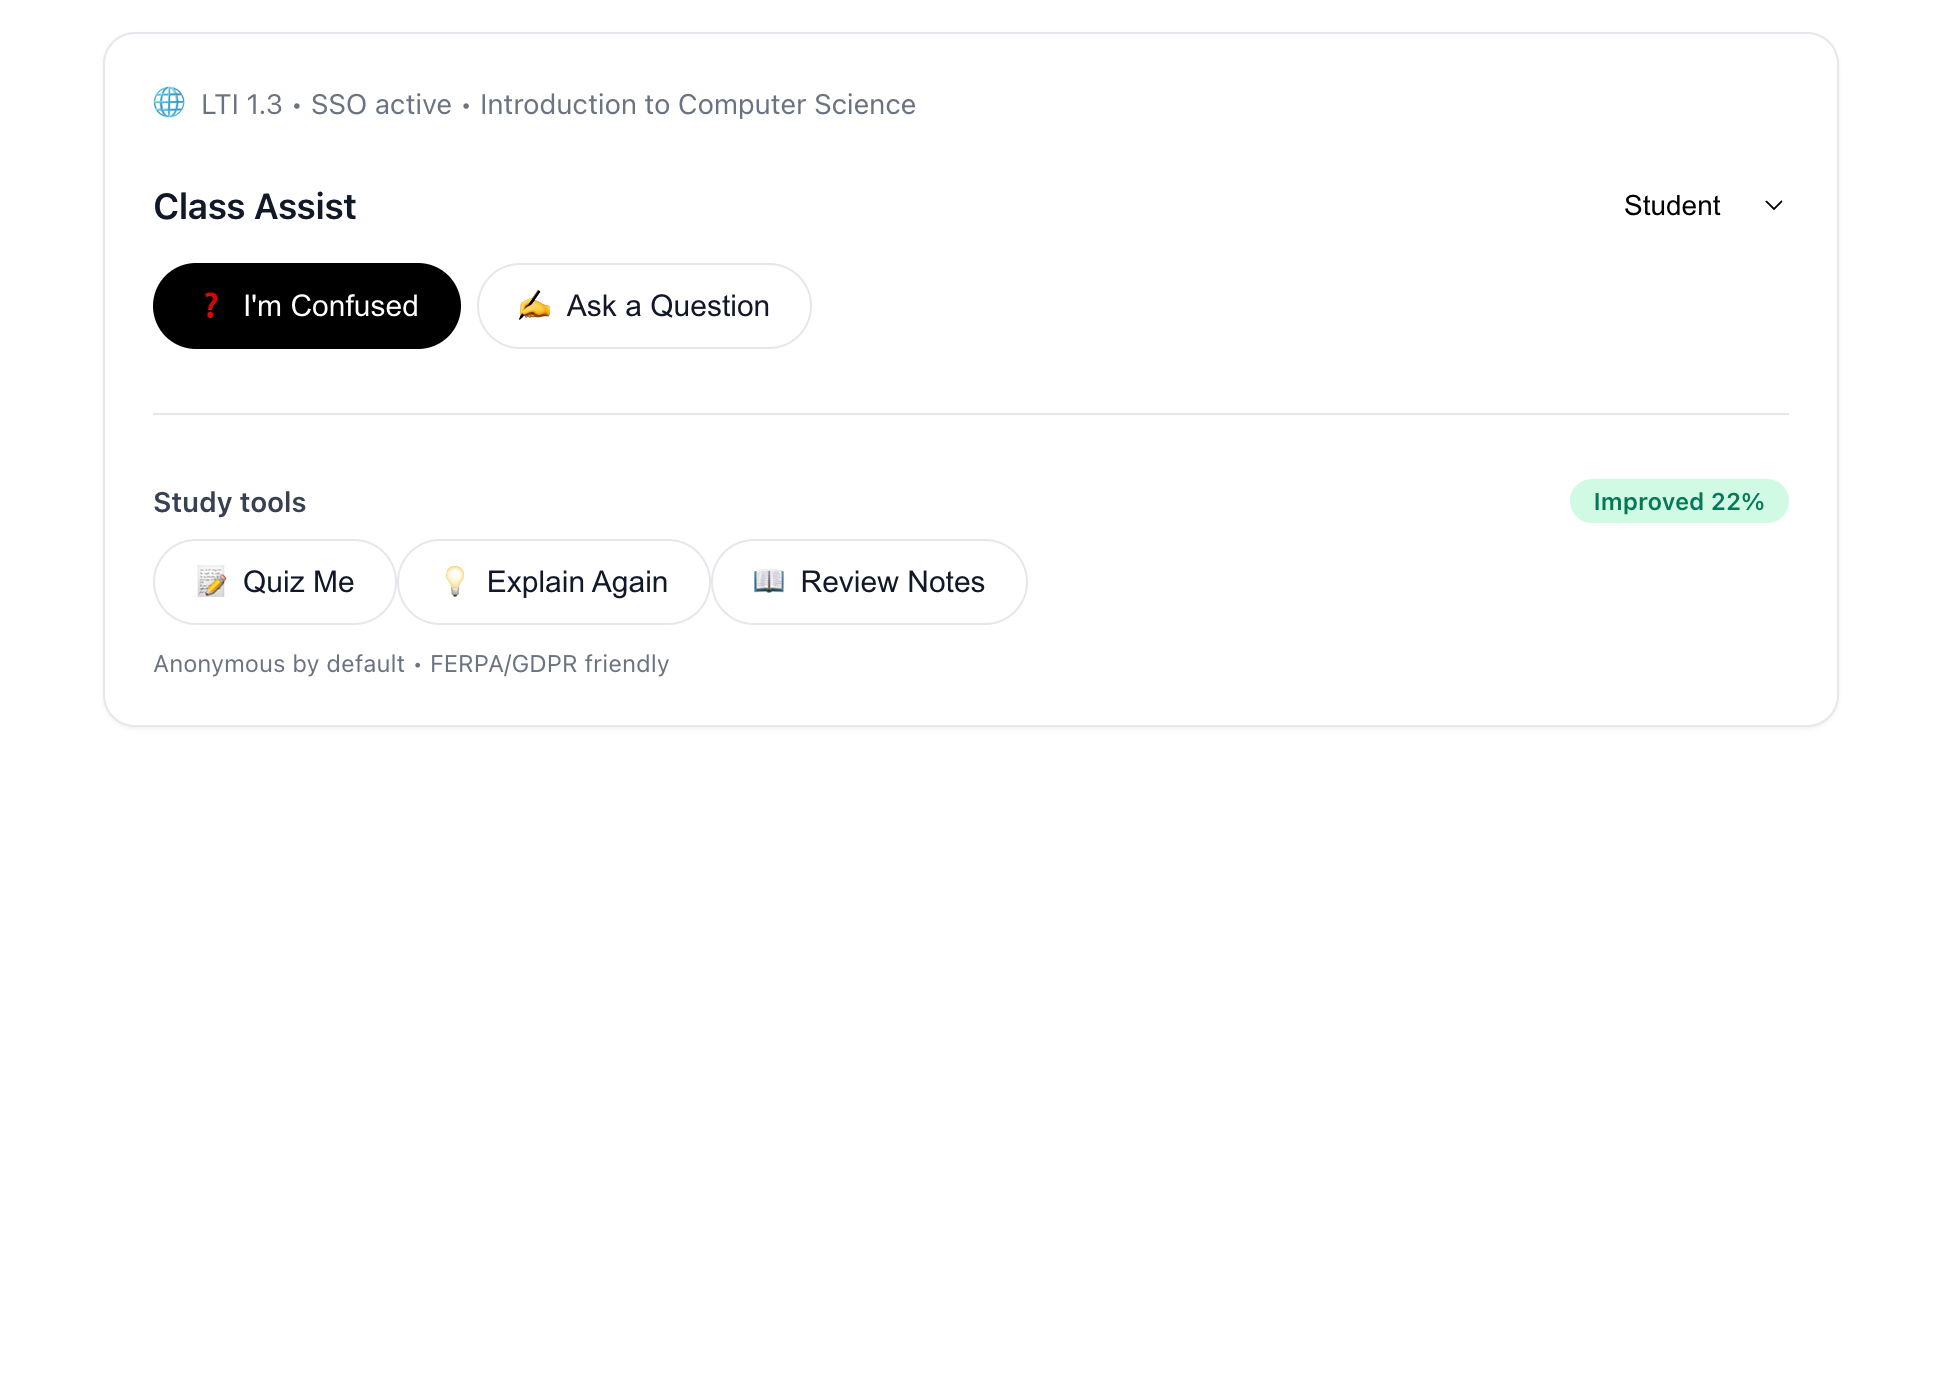 🌐 LTI 1.3 • SSO active • Introduction to Computer Science
Class Assist
Student
❓ I'm Confused
✍️ Ask a Question
Study tools
Improved 22%
📝 Quiz Me
💡 Explain Again
📖 Review Notes
Anonymous by default • FERPA/GDPR friendly